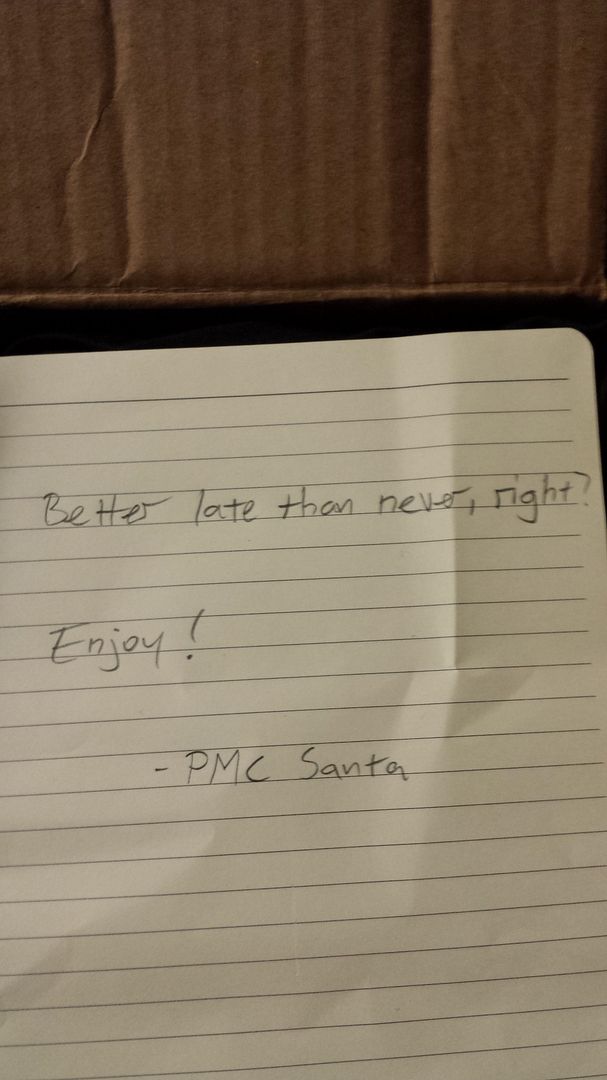 Better late than never, right?
Enjoy!
- PMC Santa